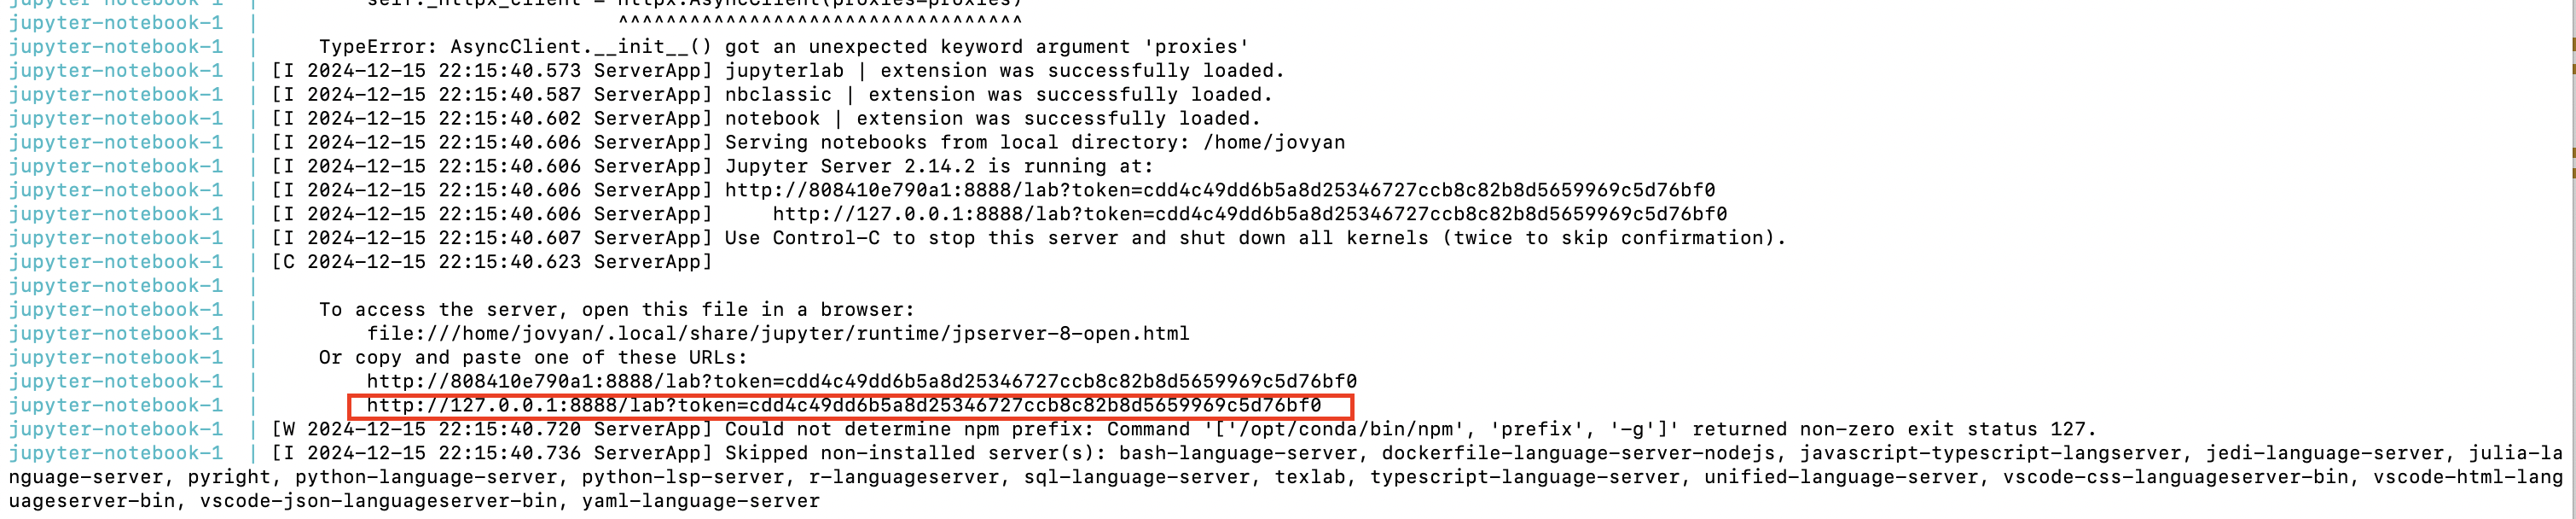 jupyter-notebook-1  |         self._httpx_client = httpx.AsyncClient(proxies=proxies)
jupyter-notebook-1  |                              ^^^^^^^^^^^^^^^^^^^^^^^^^^^^^^^^^^
jupyter-notebook-1  |     TypeError: AsyncClient.__init__() got an unexpected keyword argument 'proxies'
jupyter-notebook-1  | [I 2024-12-15 22:15:40.573 ServerApp] jupyterlab | extension was successfully loaded.
jupyter-notebook-1  | [I 2024-12-15 22:15:40.587 ServerApp] nbclassic | extension was successfully loaded.
jupyter-notebook-1  | [I 2024-12-15 22:15:40.602 ServerApp] notebook | extension was successfully loaded.
jupyter-notebook-1  | [I 2024-12-15 22:15:40.606 ServerApp] Serving notebooks from local directory: /home/jovyan
jupyter-notebook-1  | [I 2024-12-15 22:15:40.606 ServerApp] Jupyter Server 2.14.2 is running at:
jupyter-notebook-1  | [I 2024-12-15 22:15:40.606 ServerApp] http://808410e790a1:8888/lab?token=cdd4c49dd6b5a8d25346727ccb8c82b8d5659969c5d76bf0
jupyter-notebook-1  | [I 2024-12-15 22:15:40.606 ServerApp]     http://127.0.0.1:8888/lab?token=cdd4c49dd6b5a8d25346727ccb8c82b8d5659969c5d76bf0
jupyter-notebook-1  | [I 2024-12-15 22:15:40.607 ServerApp] Use Control-C to stop this server and shut down all kernels (twice to skip confirmation).
jupyter-notebook-1  | [C 2024-12-15 22:15:40.623 ServerApp]
jupyter-notebook-1  |
jupyter-notebook-1  |     To access the server, open this file in a browser:
jupyter-notebook-1  |         file:///home/jovyan/.local/share/jupyter/runtime/jpserver-8-open.html
jupyter-notebook-1  |     Or copy and paste one of these URLs:
jupyter-notebook-1  |         http://808410e790a1:8888/lab?token=cdd4c49dd6b5a8d25346727ccb8c82b8d5659969c5d76bf0
jupyter-notebook-1  |         http://127.0.0.1:8888/lab?token=cdd4c49dd6b5a8d25346727ccb8c82b8d5659969c5d76bf0
jupyter-notebook-1  | [W 2024-12-15 22:15:40.720 ServerApp] Could not determine npm prefix: Command '['/opt/conda/bin/npm', 'prefix', '-g']' returned non-zero exit status 127.
jupyter-notebook-1  | [I 2024-12-15 22:15:40.736 ServerApp] Skipped non-installed server(s): bash-language-server, dockerfile-language-server-nodejs, javascript-typescript-langserver, jedi-language-server, julia-la
nguage-server, pyright, python-language-server, python-lsp-server, r-languageserver, sql-language-server, texlab, typescript-language-server, unified-language-server, vscode-css-languageserver-bin, vscode-html-lang
uageserver-bin, vscode-json-languageserver-bin, yaml-language-server